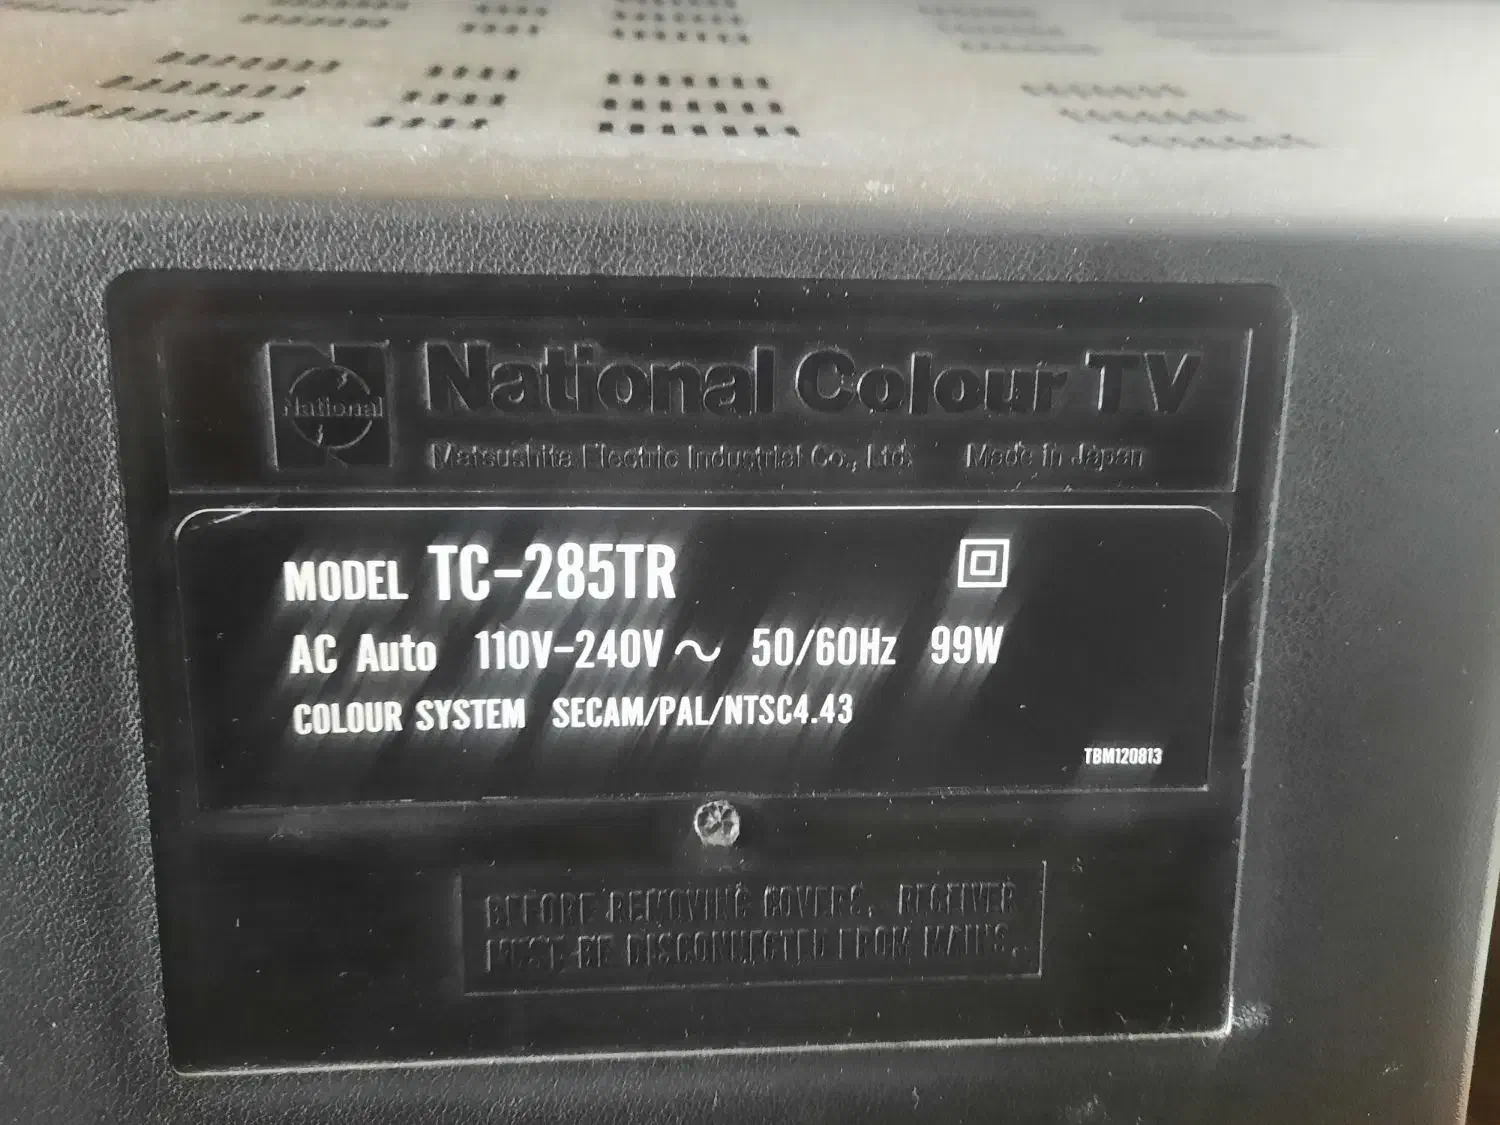 National
National Colour TV
Matsushita Electric Industrial Co., Ltd. Made in Japan
MODEL TC-285TR
AC Auto 110V-240V ~ 50/60Hz 99W
COLOUR SYSTEM SECAM/PAL/NTSC4.43
TBM120813
BEFORE REMOVING COVERS, RECEIVER
MUST BE DISCONNECTED FROM MAINS.